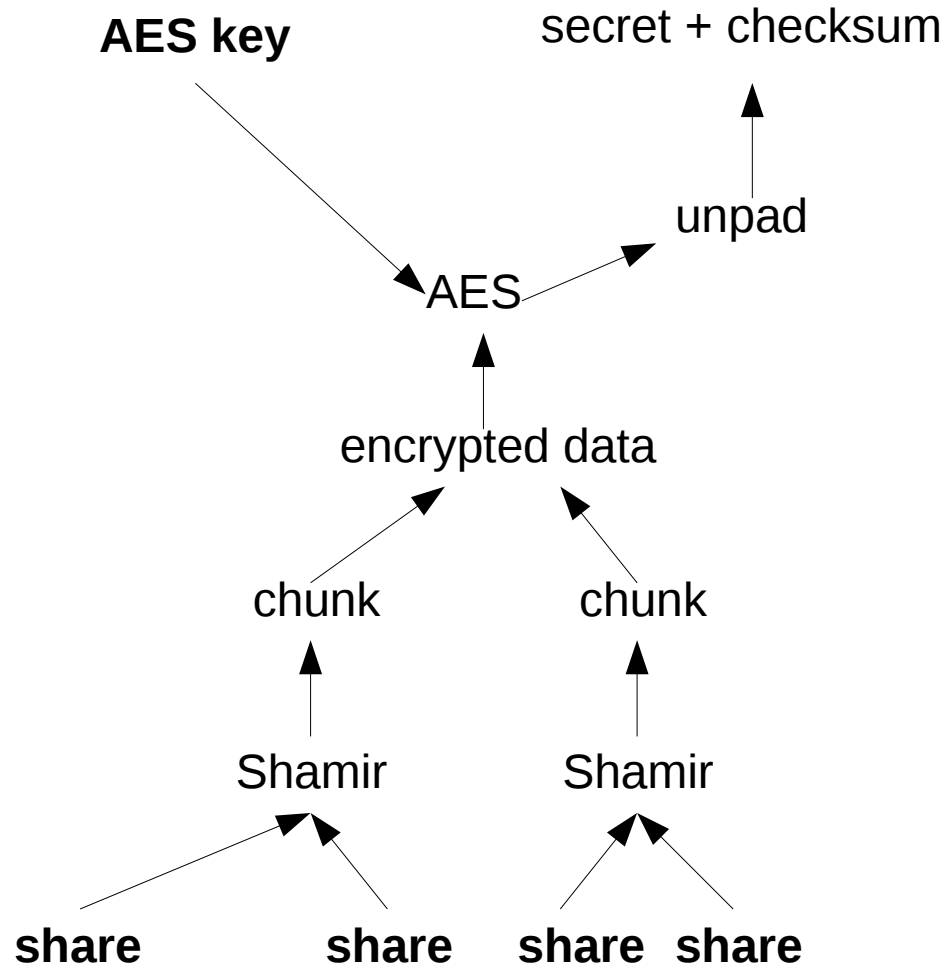 AES key
secret + checksum
unpad
AES
encrypted data
chunk
chunk
Shamir
Shamir
share
share
share
share